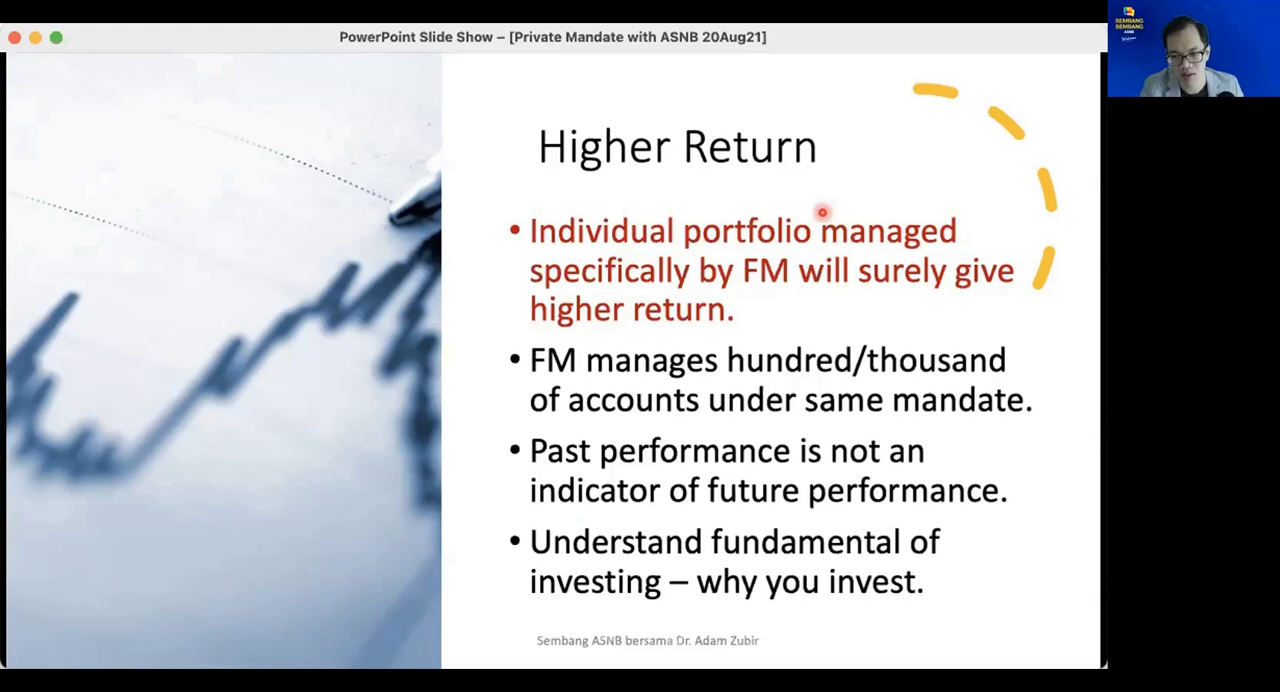 PowerPoint Slide Show – [Private Mandate with ASNB 20Aug21]
SEMBANG
SEMBANG
ASNB
Higher Return
• Individual portfolio managed
specifically by FM will surely give
higher return.
• FM manages hundred/thousand
of accounts under same mandate.
• Past performance is not an
indicator of future performance.
• Understand fundamental of
investing – why you invest.
Sembang ASNB bersama Dr. Adam Zubir